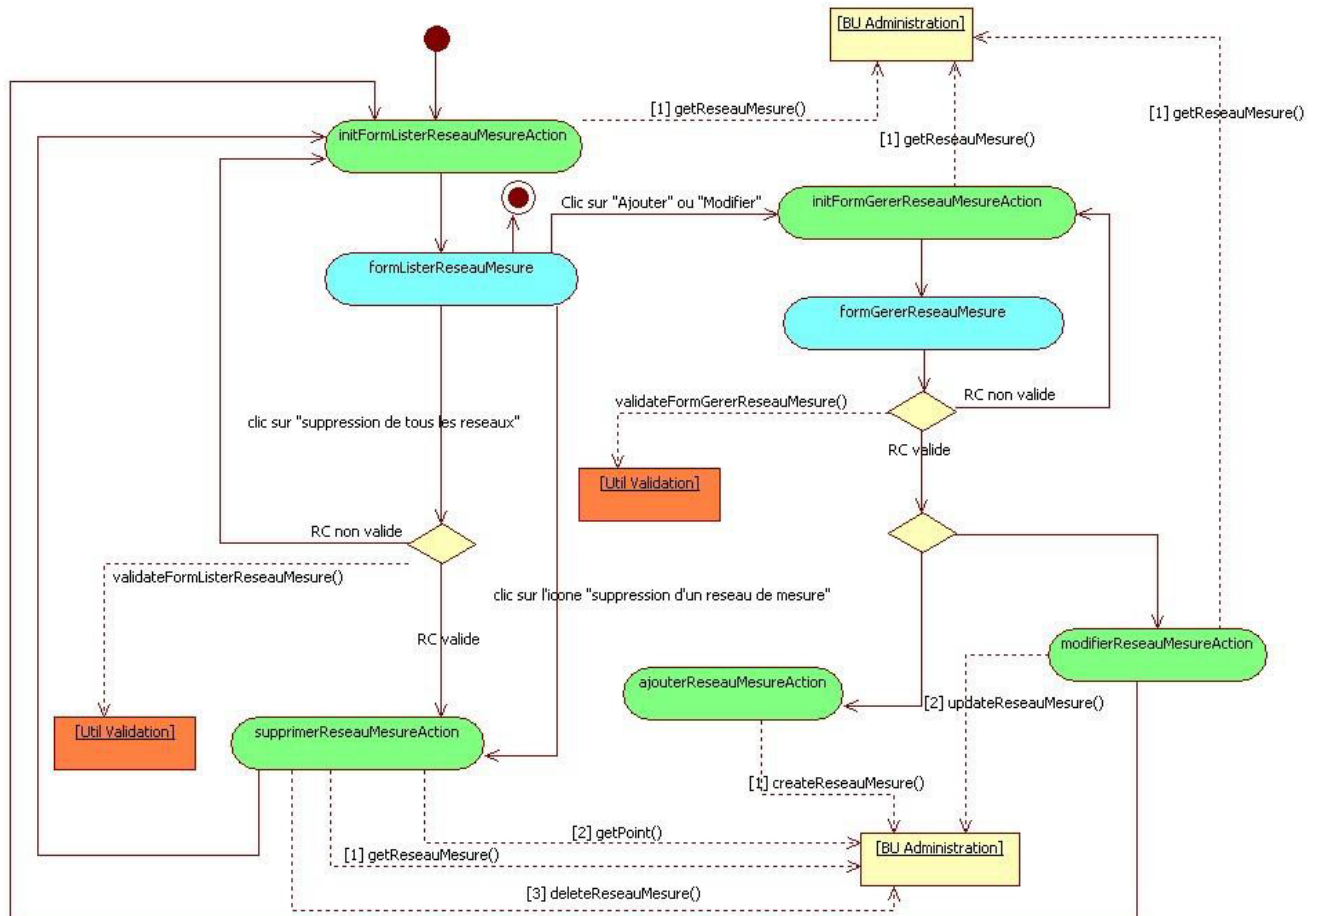 [BU Administration]
[1] getReseauMesure()
[1] getReseauMesure()
initFormListerReseauMesureAction
[1] getReseauMesure()
Clic sur "Ajouter" ou "Modifier"
initFormGererReseauMesureAction
formListerReseauMesure
formGererReseauMesure
RC non valide
validateFormGererReseauMesure()
clic sur "suppression de tous les reseaux"
RC valide
[Util Validation]
RC non valide
validateFormListerReseauMesure()
clic sur l'icone "suppression d'un reseau de mesure"
RC valide
modifierReseauMesureAction
ajouterReseauMesureAction
[2] updateReseauMesure()
[Util Validation]
supprimerReseauMesureAction
[1] createReseauMesure()
[2] getPoint()
[1] getReseauMesure()
[BU Administration]
[3] deleteReseauMesure()